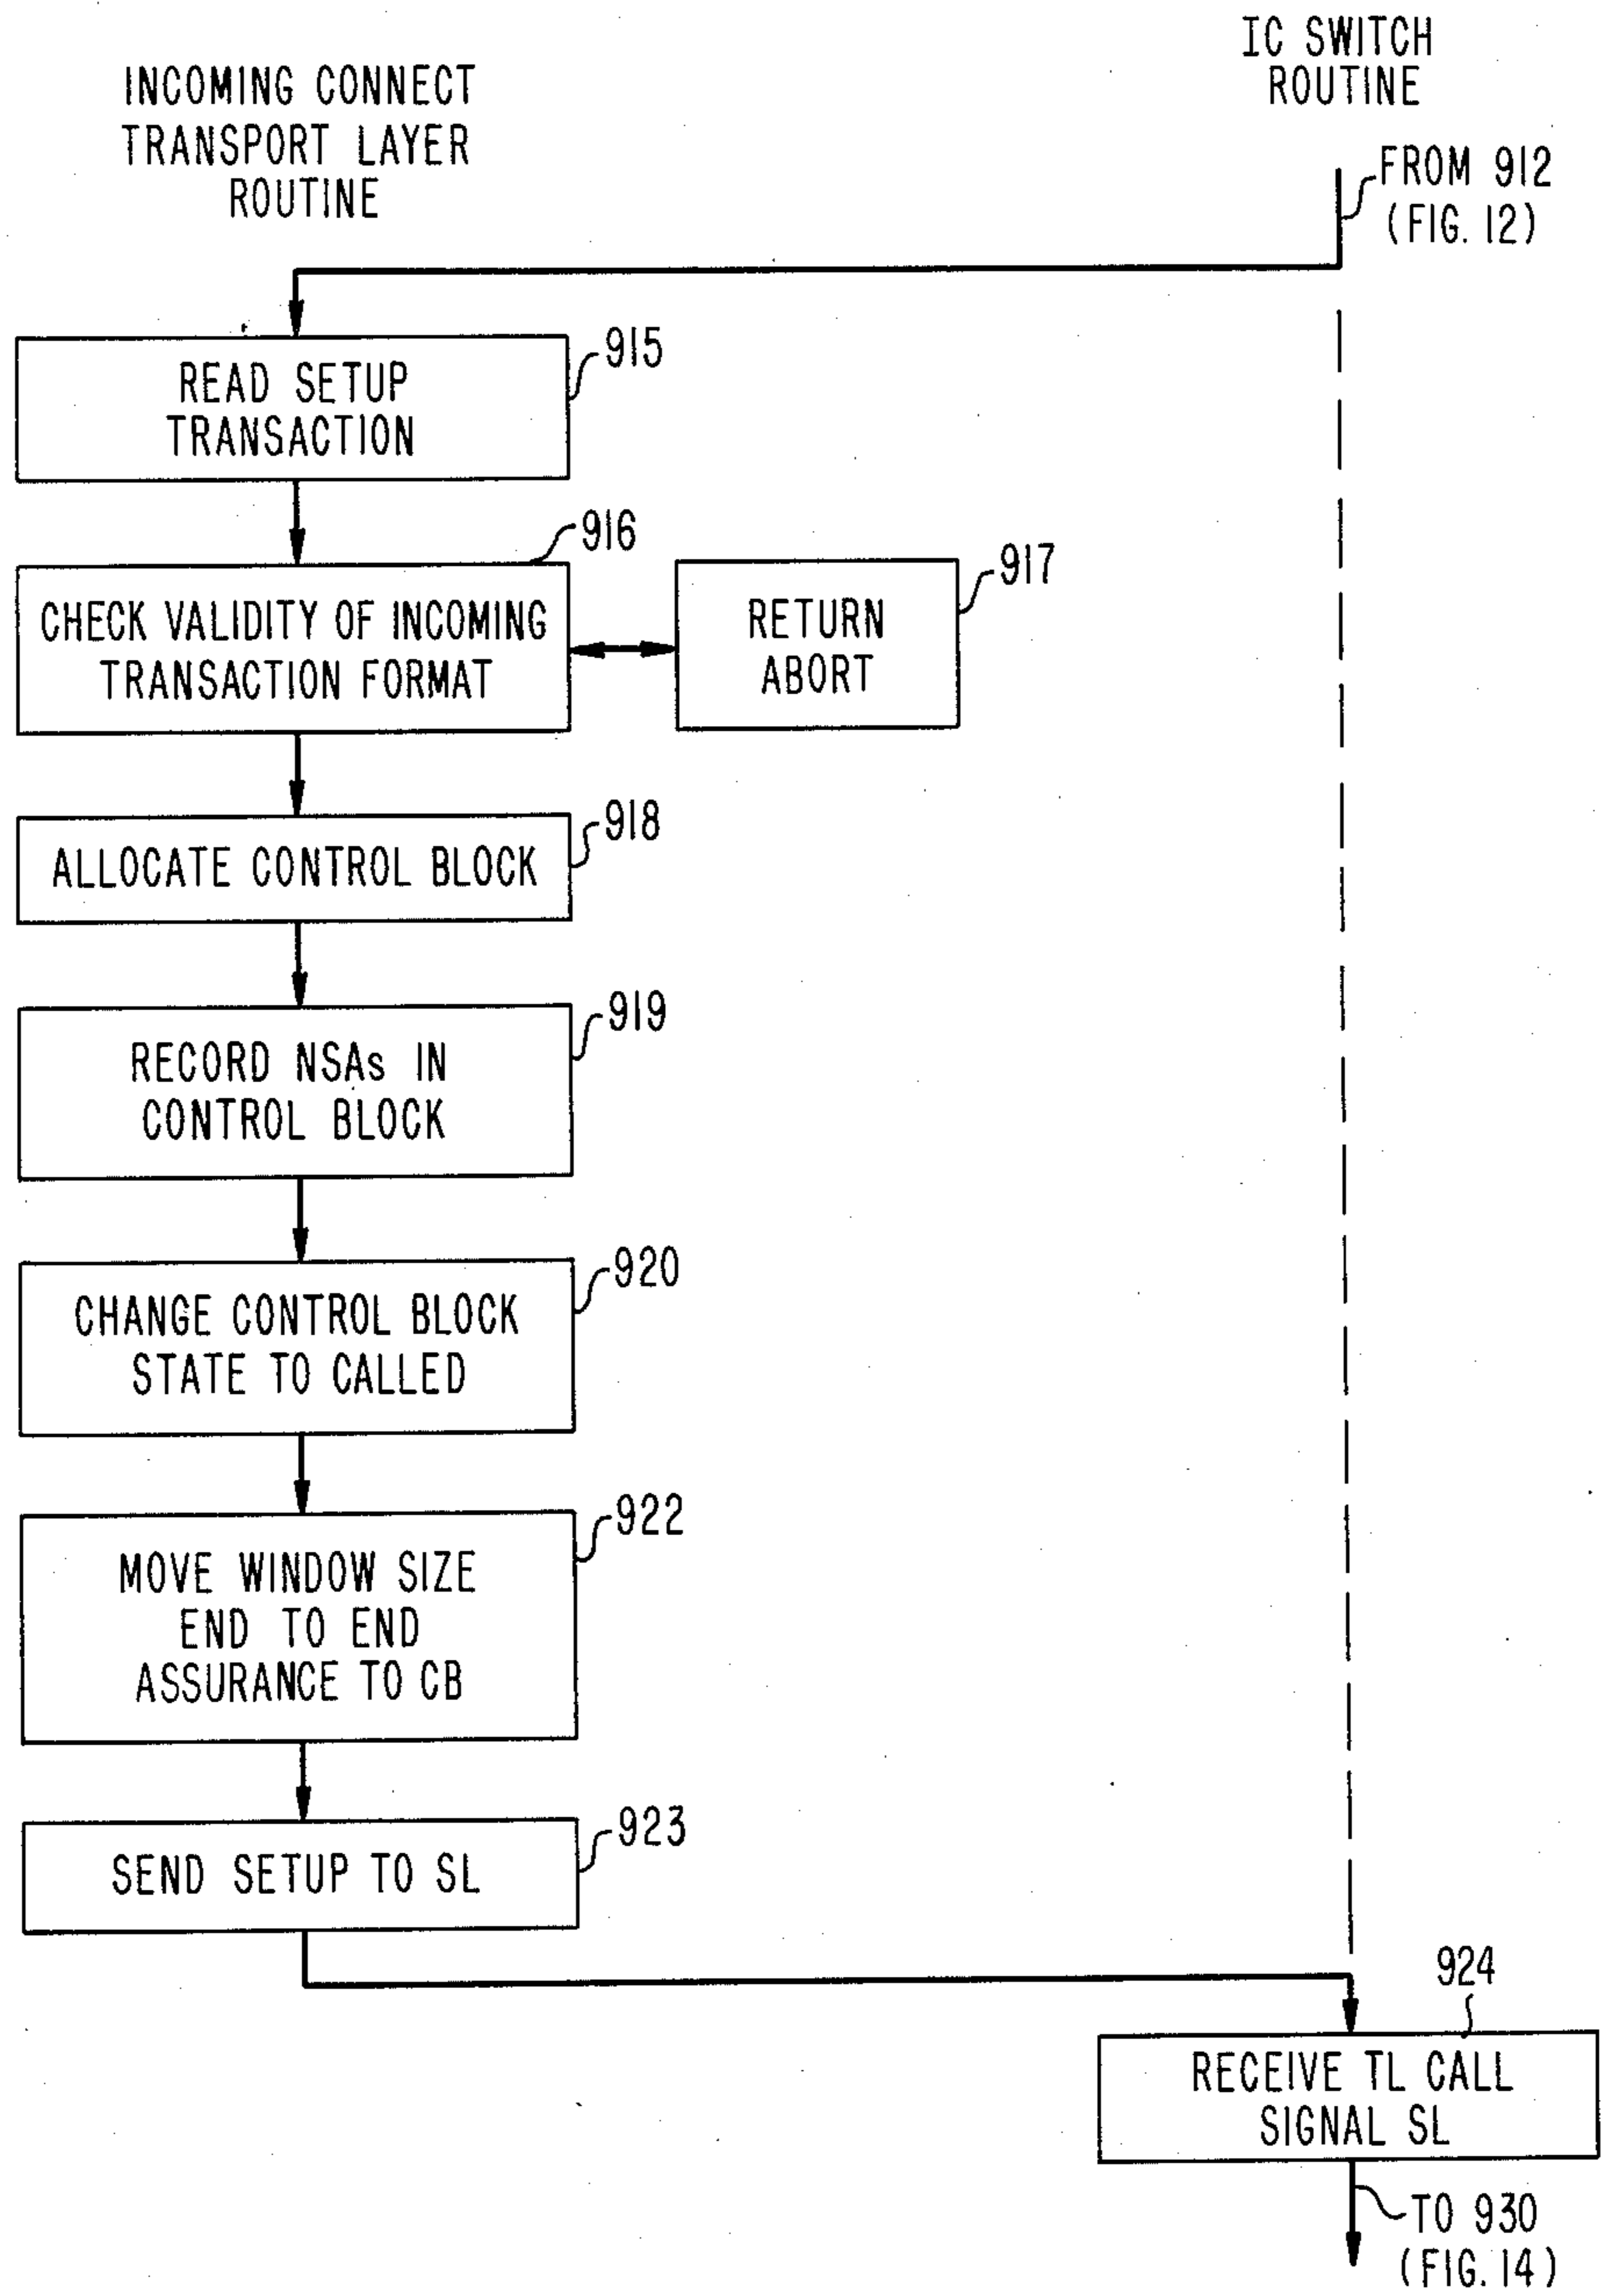 IC SWITCH
ROUTINE
INCOMING CONNECT
TRANSPORT LAYER
ROUTINE
FROM 912
(FIG. 12)
915
READ SETUP
TRANSACTION
916
CHECK VALIDITY OF INCOMING
TRANSACTION FORMAT
917
RETURN
ABORT
918
ALLOCATE CONTROL BLOCK
919
RECORD NSAs IN
CONTROL BLOCK
920
CHANGE CONTROL BLOCK
STATE TO CALLED
922
MOVE WINDOW SIZE
END TO END
ASSURANCE TO CB
923
SEND SETUP TO SL
924
RECEIVE TL CALL
SIGNAL SL
TO 930
(FIG. 14)